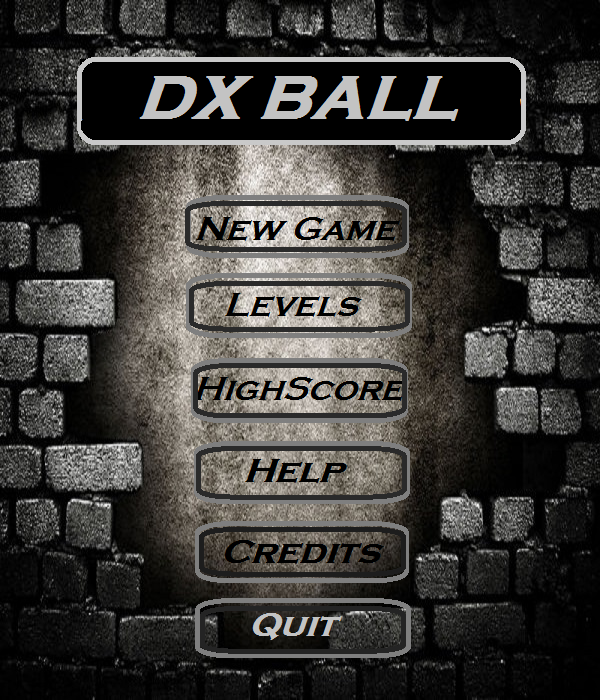 DX BALL
New Game
Levels
HighScore
Help
Credits
Quit